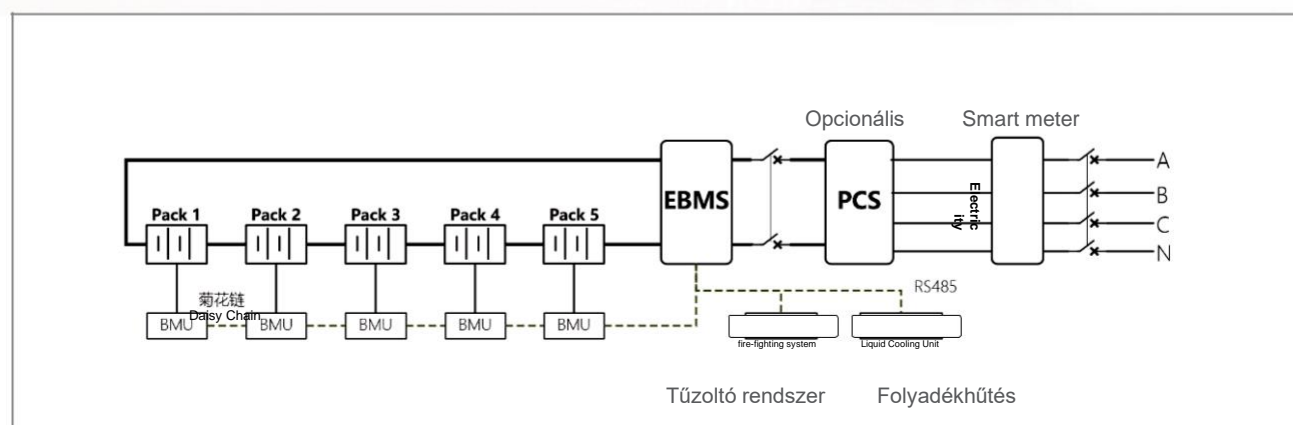 Opcionális
Smart meter
EBMS
PCS
Electric
ity
A
B
C
N
Pack 1
Pack 2
Pack 3
Pack 4
Pack 5
菊花链
Daisy Chain
BMU
BMU
BMU
BMU
BMU
RS485
fire-fighting system
Liquid Cooling Unit
Tűzoltó rendszer
Folyadékhűtés